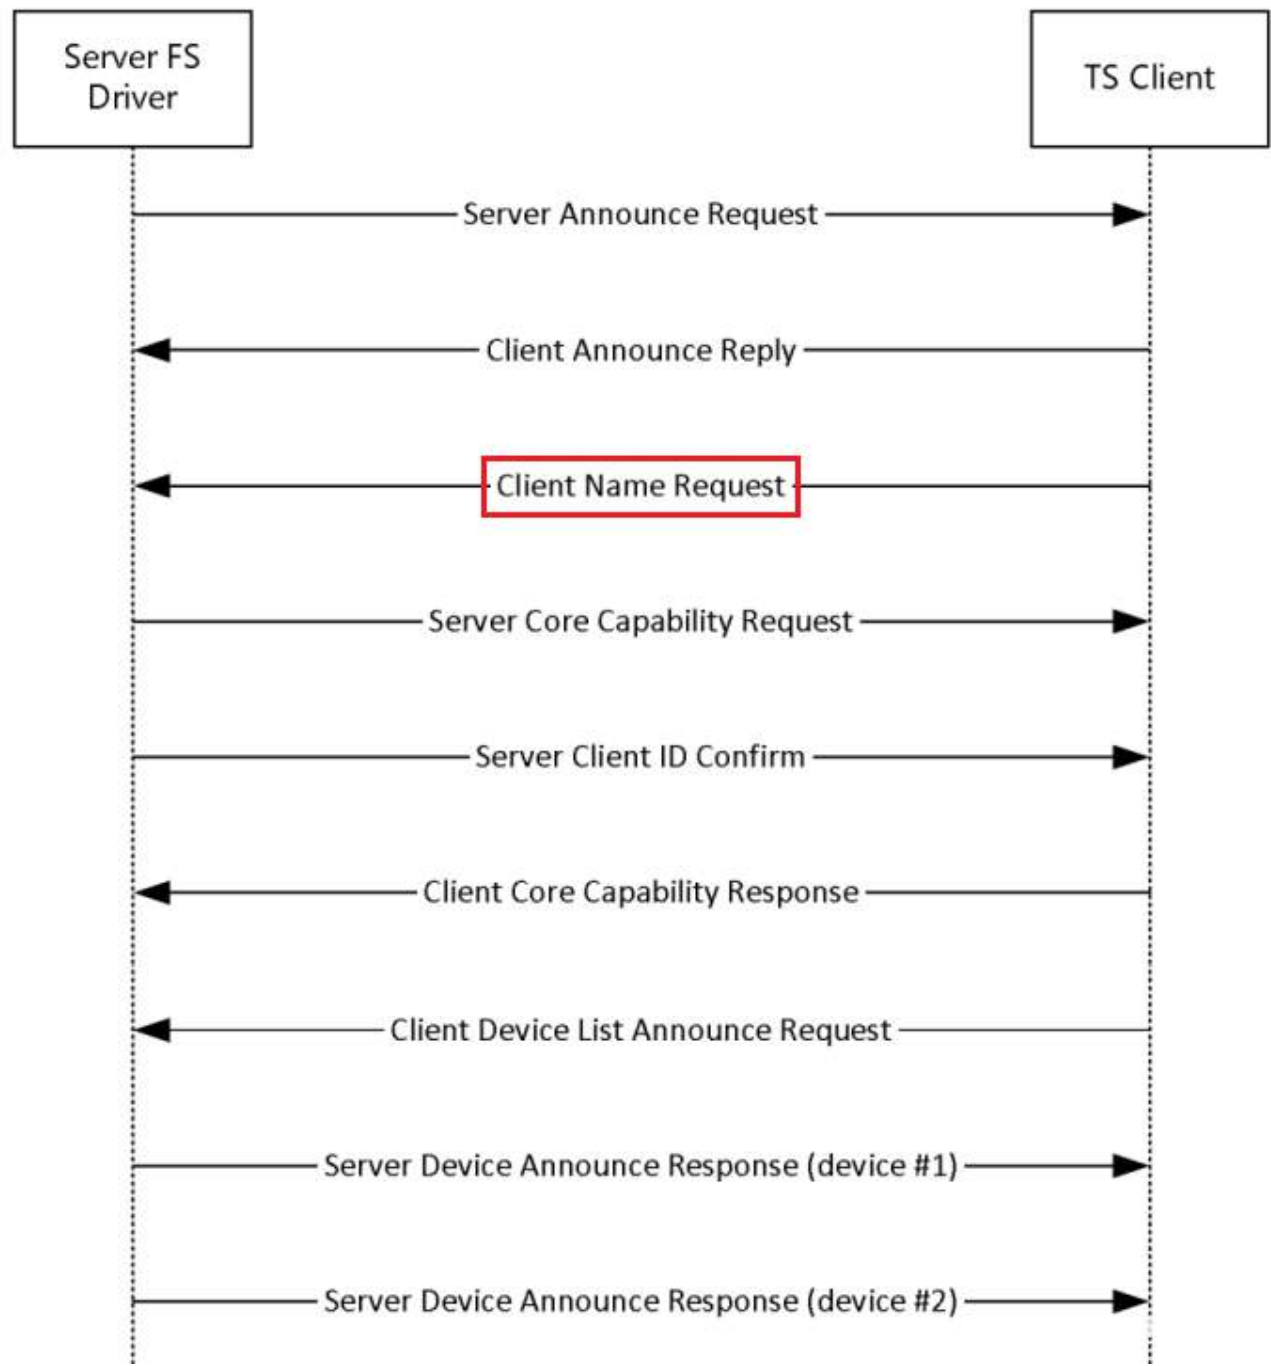 Server FS
Driver
TS Client
Server Announce Request
Client Announce Reply
Client Name Request
Server Core Capability Request
Server Client ID Confirm
Client Core Capability Response
Client Device List Announce Request
Server Device Announce Response (device #1)
Server Device Announce Response (device #2)